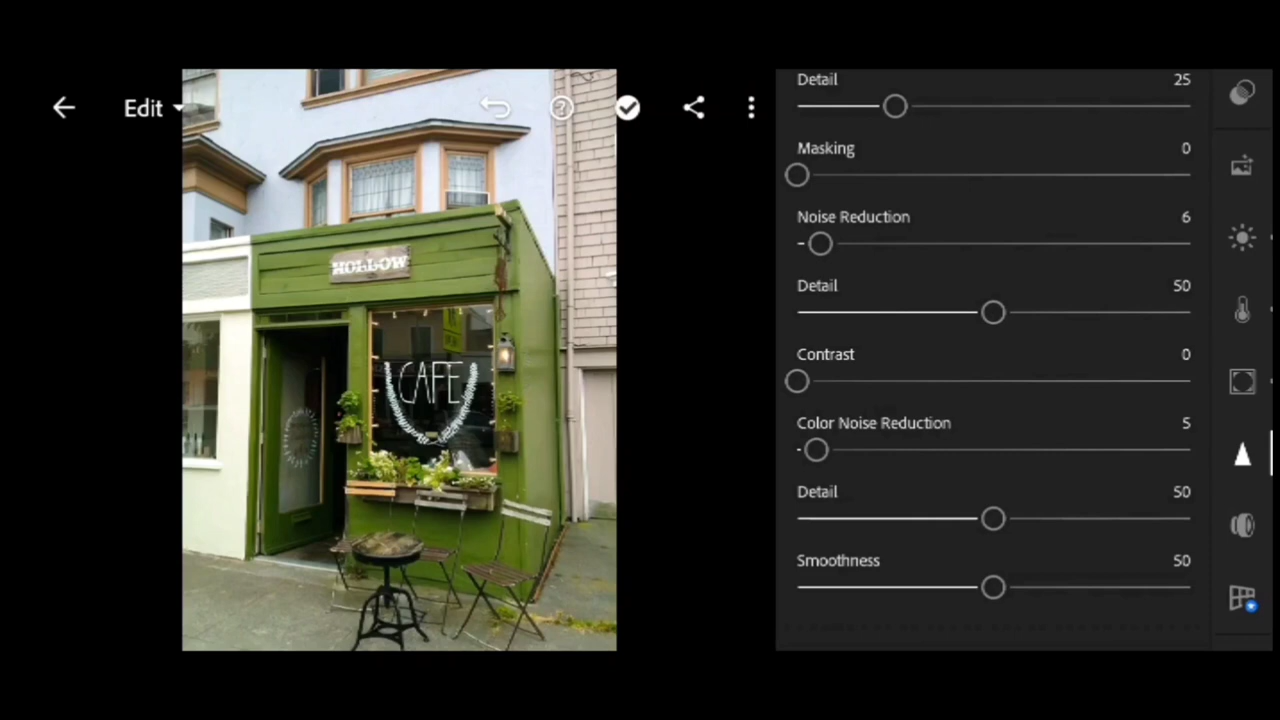 Edit
Detail 25
Masking 0
Noise Reduction 6
Detail 50
Contrast 0
Color Noise Reduction 5
Detail 50
Smoothness 50
HOLLOW
CAFE